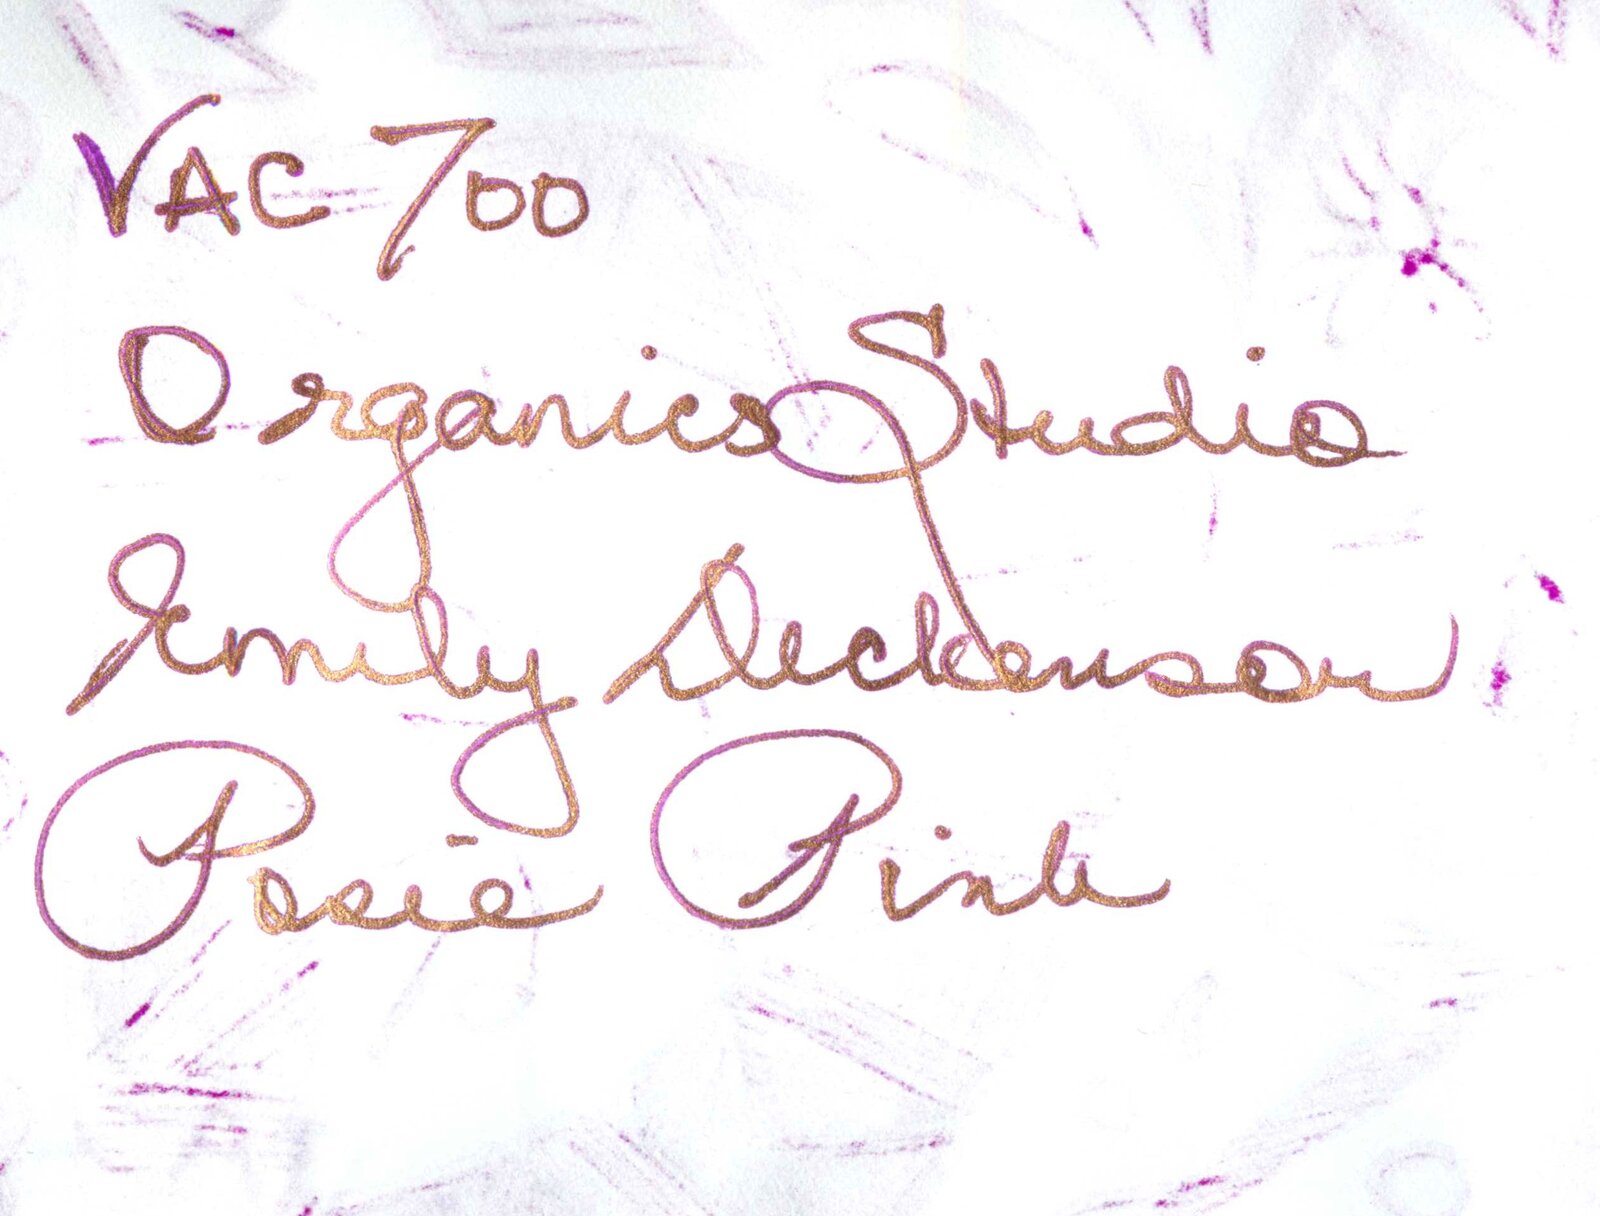 VAC 700
Organics Studio
Emily Dickenson
Posie Pink